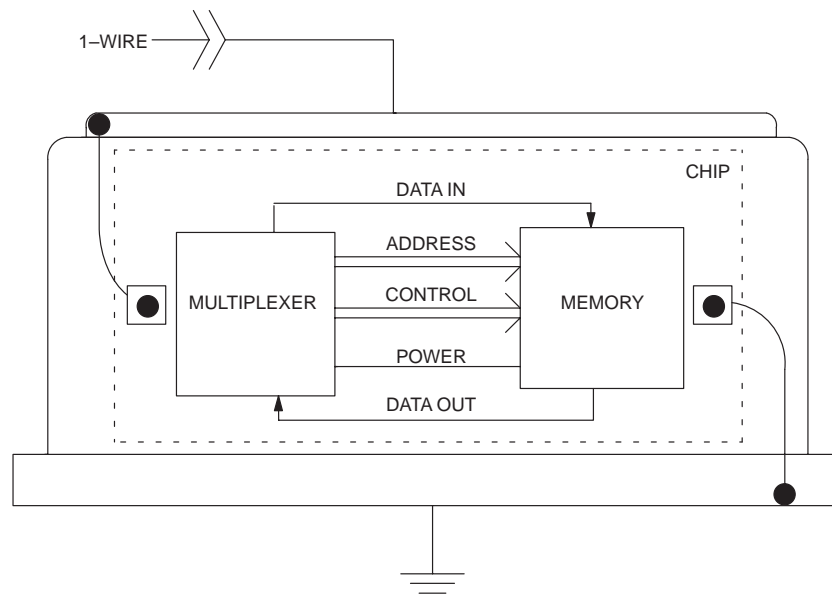 1–WIRE
CHIP
DATA IN
ADDRESS
MULTIPLEXER
CONTROL
MEMORY
POWER
DATA OUT